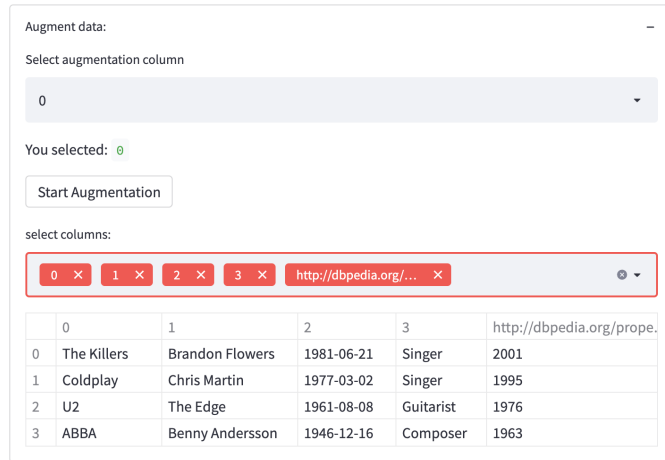 Augment data:
Select augmentation column
0
You selected: 0
Start Augmentation
select columns:
0 1 2 3 http://dbpedia.org/...
0 1 2 3 http://dbpedia.org/prope.
0 The Killers Brandon Flowers 1981-06-21 Singer 2001
1 Coldplay Chris Martin 1977-03-02 Singer 1995
2 U2 The Edge 1961-08-08 Guitarist 1976
3 ABBA Benny Andersson 1946-12-16 Composer 1963